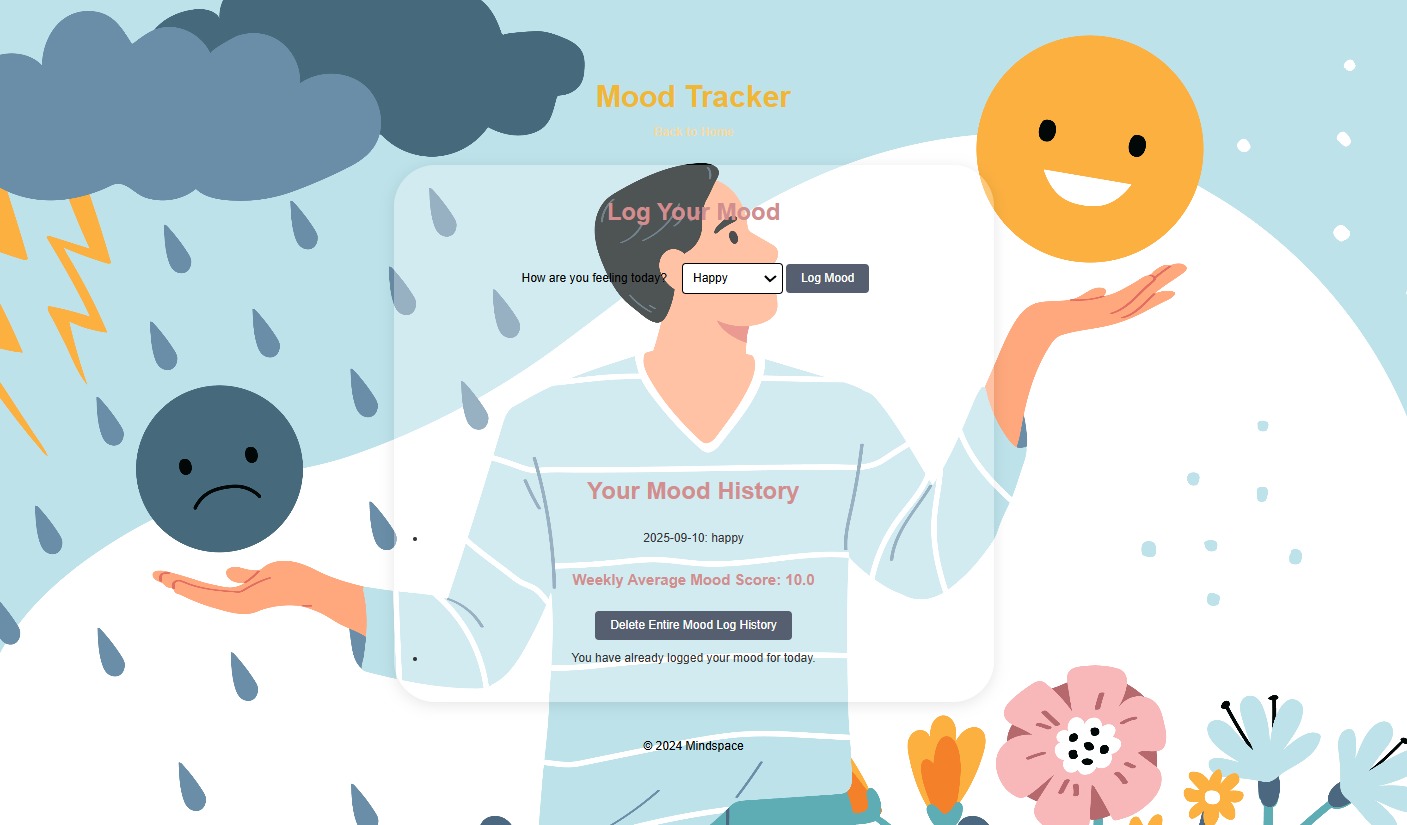 Mood Tracker
Back to Home
Log Your Mood
How are you feeling today? Happy Log Mood
Your Mood History
2025-09-10: happy
Weekly Average Mood Score: 10.0
Delete Entire Mood Log History
You have already logged your mood for today.
© 2024 Mindspace